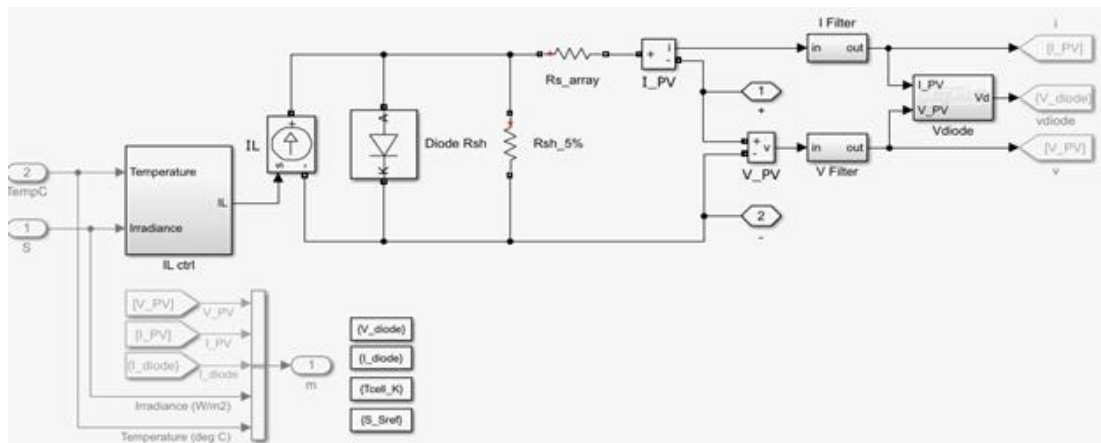 I Filter
i
in
out
[I_PV]
+
i
-
Rs_array
I_PV
1
+
I_PV
V_PV
Vd
Vdiode
{V_diode}
vdiode
IL
+
s
-
A
K
Diode Rsh
Rsh_5%
+
-
v
V_PV
in
out
V Filter
[V_PV]
v
2
TempC
Temperature
IL
1
S
Irradiance
IL ctrl
2
-
[V_PV]
V_PV
[I_PV]
I_PV
{I_diode}
I_diode
Irradiance (W/m2)
Temperature (deg C)
1
m
{V_diode}
{I_diode}
{Tcell_K}
{S_Sref}